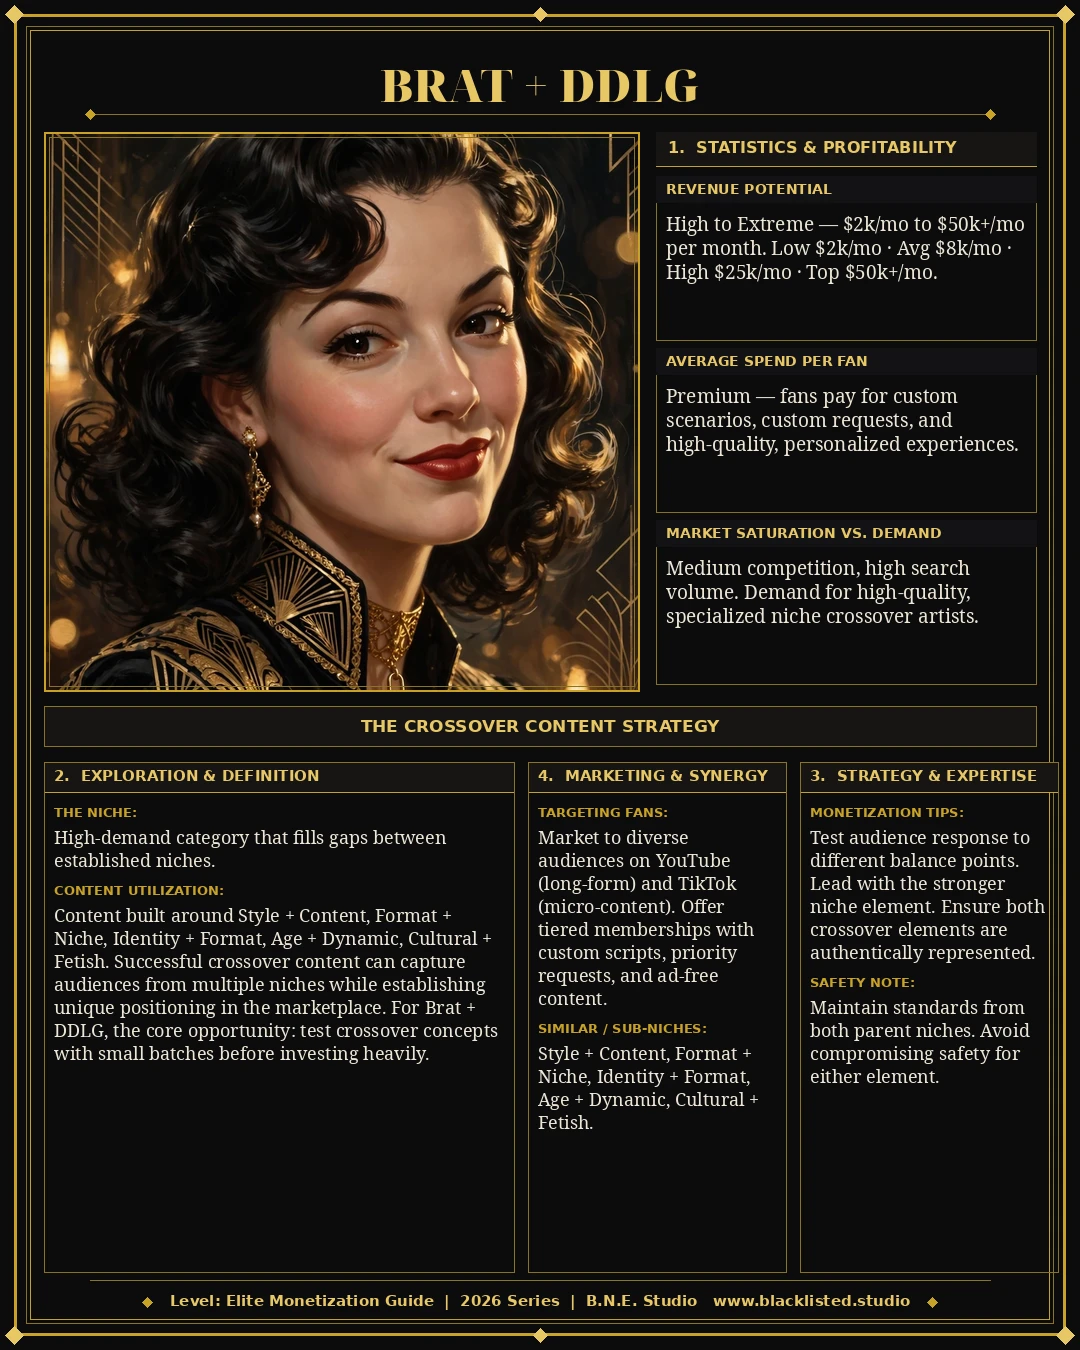 BRAT + DDLG
1. STATISTICS & PROFITABILITY
REVENUE POTENTIAL
High to Extreme — $2k/mo to $50k+/mo
per month. Low $2k/mo · Avg $8k/mo ·
High $25k/mo · Top $50k+/mo.
AVERAGE SPEND PER FAN
Premium — fans pay for custom
scenarios, custom requests, and
high-quality, personalized experiences.
MARKET SATURATION VS. DEMAND
Medium competition, high search
volume. Demand for high-quality,
specialized niche crossover artists.
THE CROSSOVER CONTENT STRATEGY
2. EXPLORATION & DEFINITION
THE NICHE:
High-demand category that fills gaps between
established niches.
CONTENT UTILIZATION:
Content built around Style + Content, Format +
Niche, Identity + Format, Age + Dynamic, Cultural +
Fetish. Successful crossover content can capture
audiences from multiple niches while establishing
unique positioning in the marketplace. For Brat +
DDLG, the core opportunity: test crossover concepts
with small batches before investing heavily.
4. MARKETING & SYNERGY
TARGETING FANS:
Market to diverse
audiences on YouTube
(long-form) and TikTok
(micro-content). Offer
tiered memberships with
custom scripts, priority
requests, and ad-free
content.
SIMILAR / SUB-NICHES:
Style + Content, Format +
Niche, Identity + Format,
Age + Dynamic, Cultural +
Fetish.
3. STRATEGY & EXPERTISE
MONETIZATION TIPS:
Test audience response to
different balance points.
Lead with the stronger
niche element. Ensure both
crossover elements are
authentically represented.
SAFETY NOTE:
Maintain standards from
both parent niches. Avoid
compromising safety for
either element.
Level: Elite Monetization Guide | 2026 Series | B.N.E. Studio www.blacklisted.studio